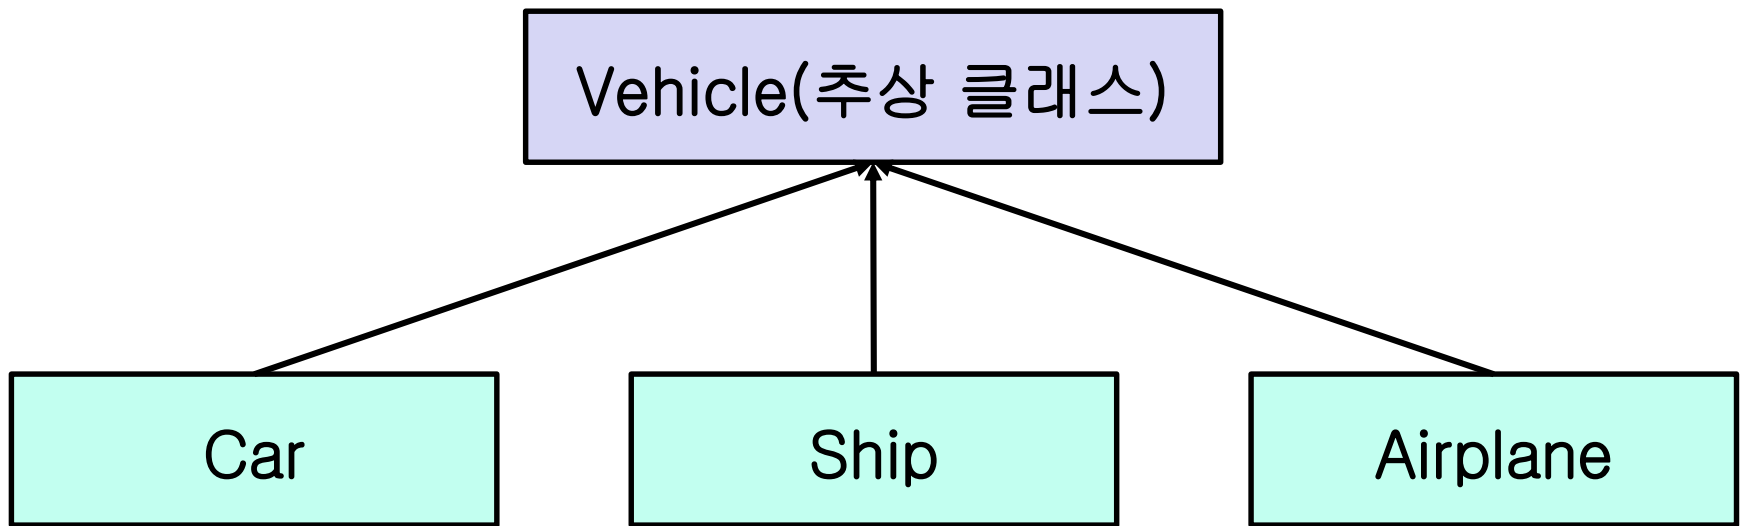 Vehicle(추상 클래스)
Car
Ship
Airplane